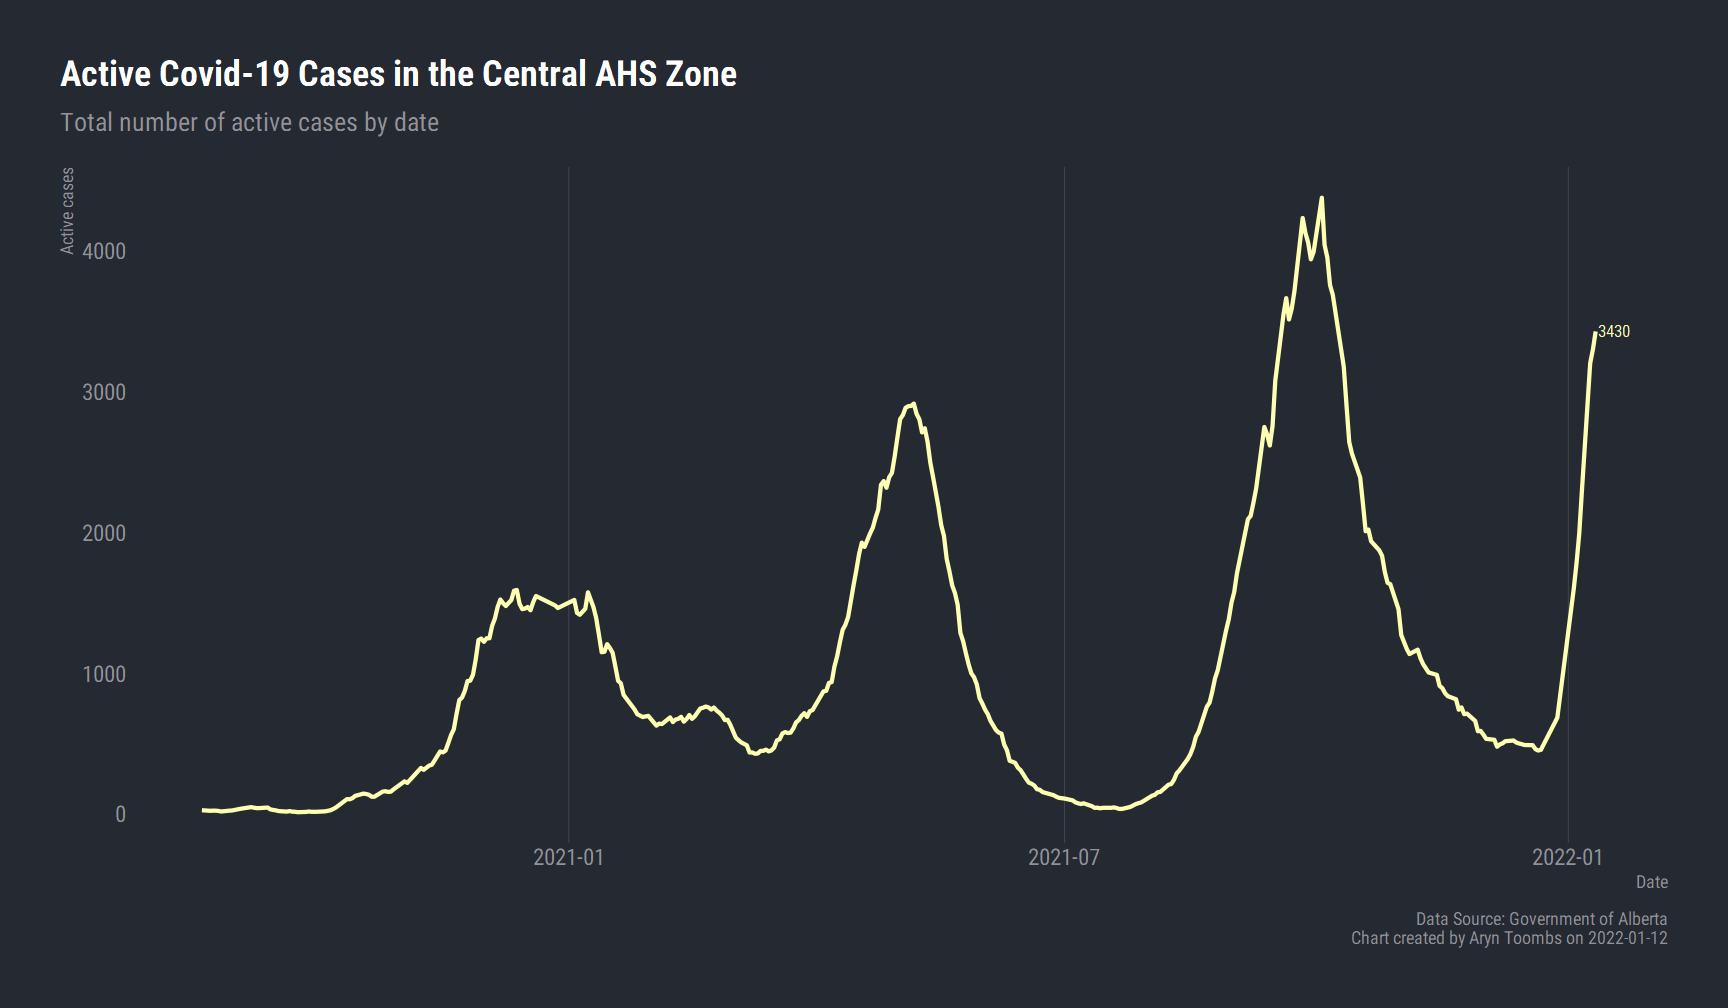 Active Covid-19 Cases in the Central AHS Zone
Total number of active cases by date
Active cases
4000
3000
2000
1000
0
3430
2021-01
2021-07
2022-01
Date
Data Source: Government of Alberta
Chart created by Aryn Toombs on 2022-01-12